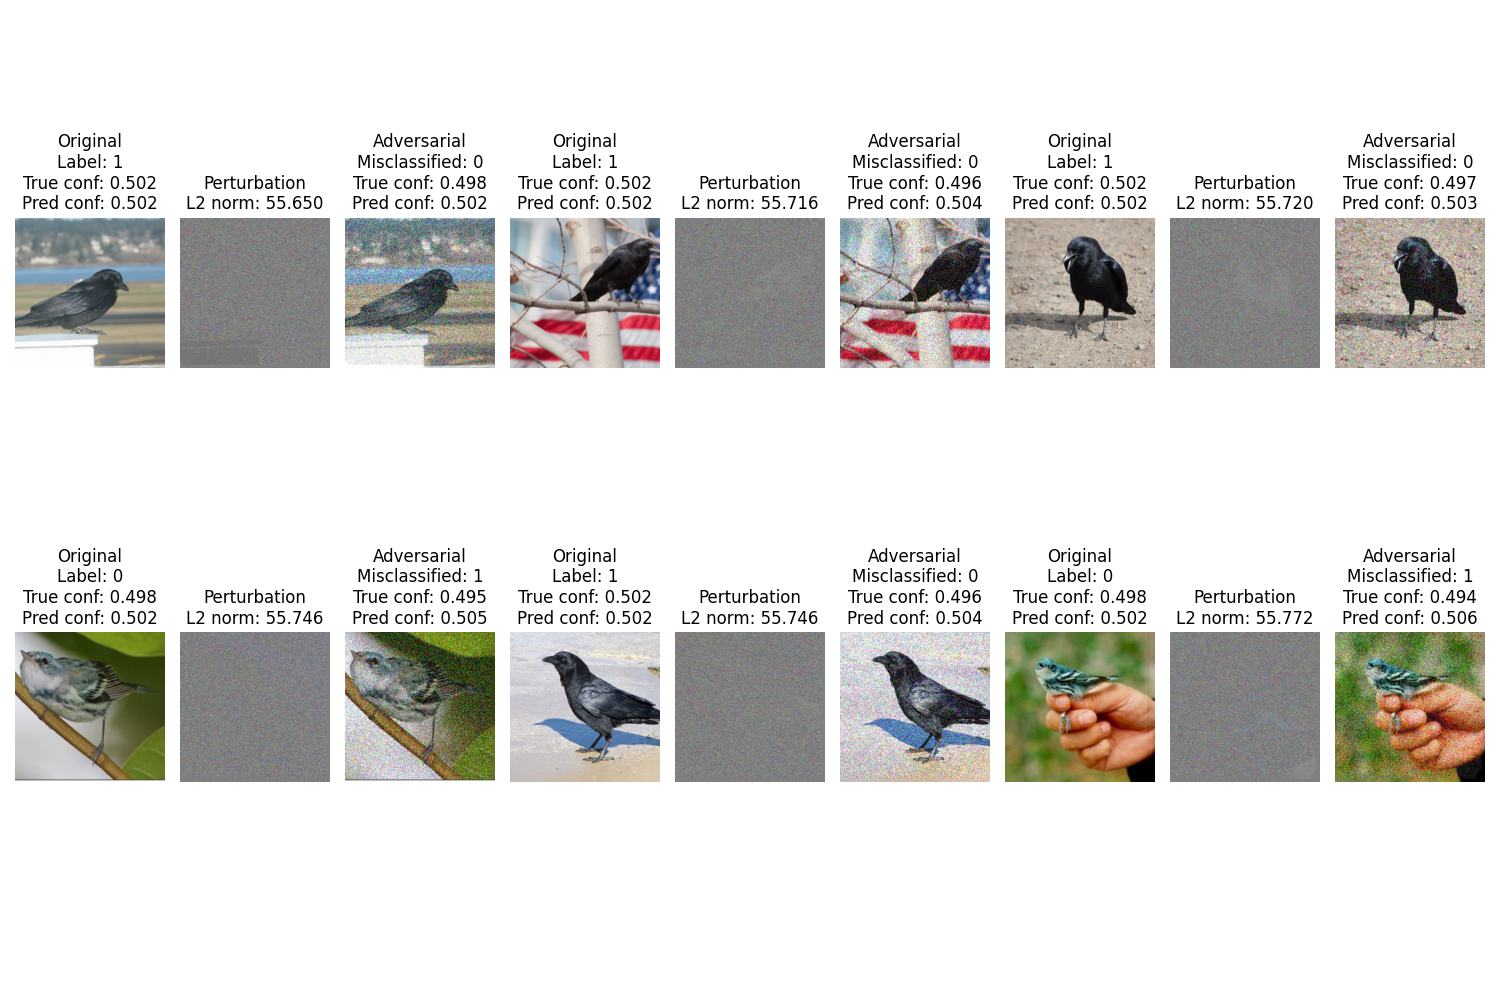 Original
Label: 1
True conf: 0.502
Pred conf: 0.502
Perturbation
L2 norm: 55.650
Adversarial
Misclassified: 0
True conf: 0.498
Pred conf: 0.502
Original
Label: 1
True conf: 0.502
Pred conf: 0.502
Perturbation
L2 norm: 55.716
Adversarial
Misclassified: 0
True conf: 0.496
Pred conf: 0.504
Original
Label: 1
True conf: 0.502
Pred conf: 0.502
Perturbation
L2 norm: 55.720
Adversarial
Misclassified: 0
True conf: 0.497
Pred conf: 0.503
Original
Label: 0
True conf: 0.498
Pred conf: 0.502
Perturbation
L2 norm: 55.746
Adversarial
Misclassified: 1
True conf: 0.495
Pred conf: 0.505
Original
Label: 1
True conf: 0.502
Pred conf: 0.502
Perturbation
L2 norm: 55.746
Adversarial
Misclassified: 0
True conf: 0.496
Pred conf: 0.504
Original
Label: 0
True conf: 0.498
Pred conf: 0.502
Perturbation
L2 norm: 55.772
Adversarial
Misclassified: 1
True conf: 0.494
Pred conf: 0.506